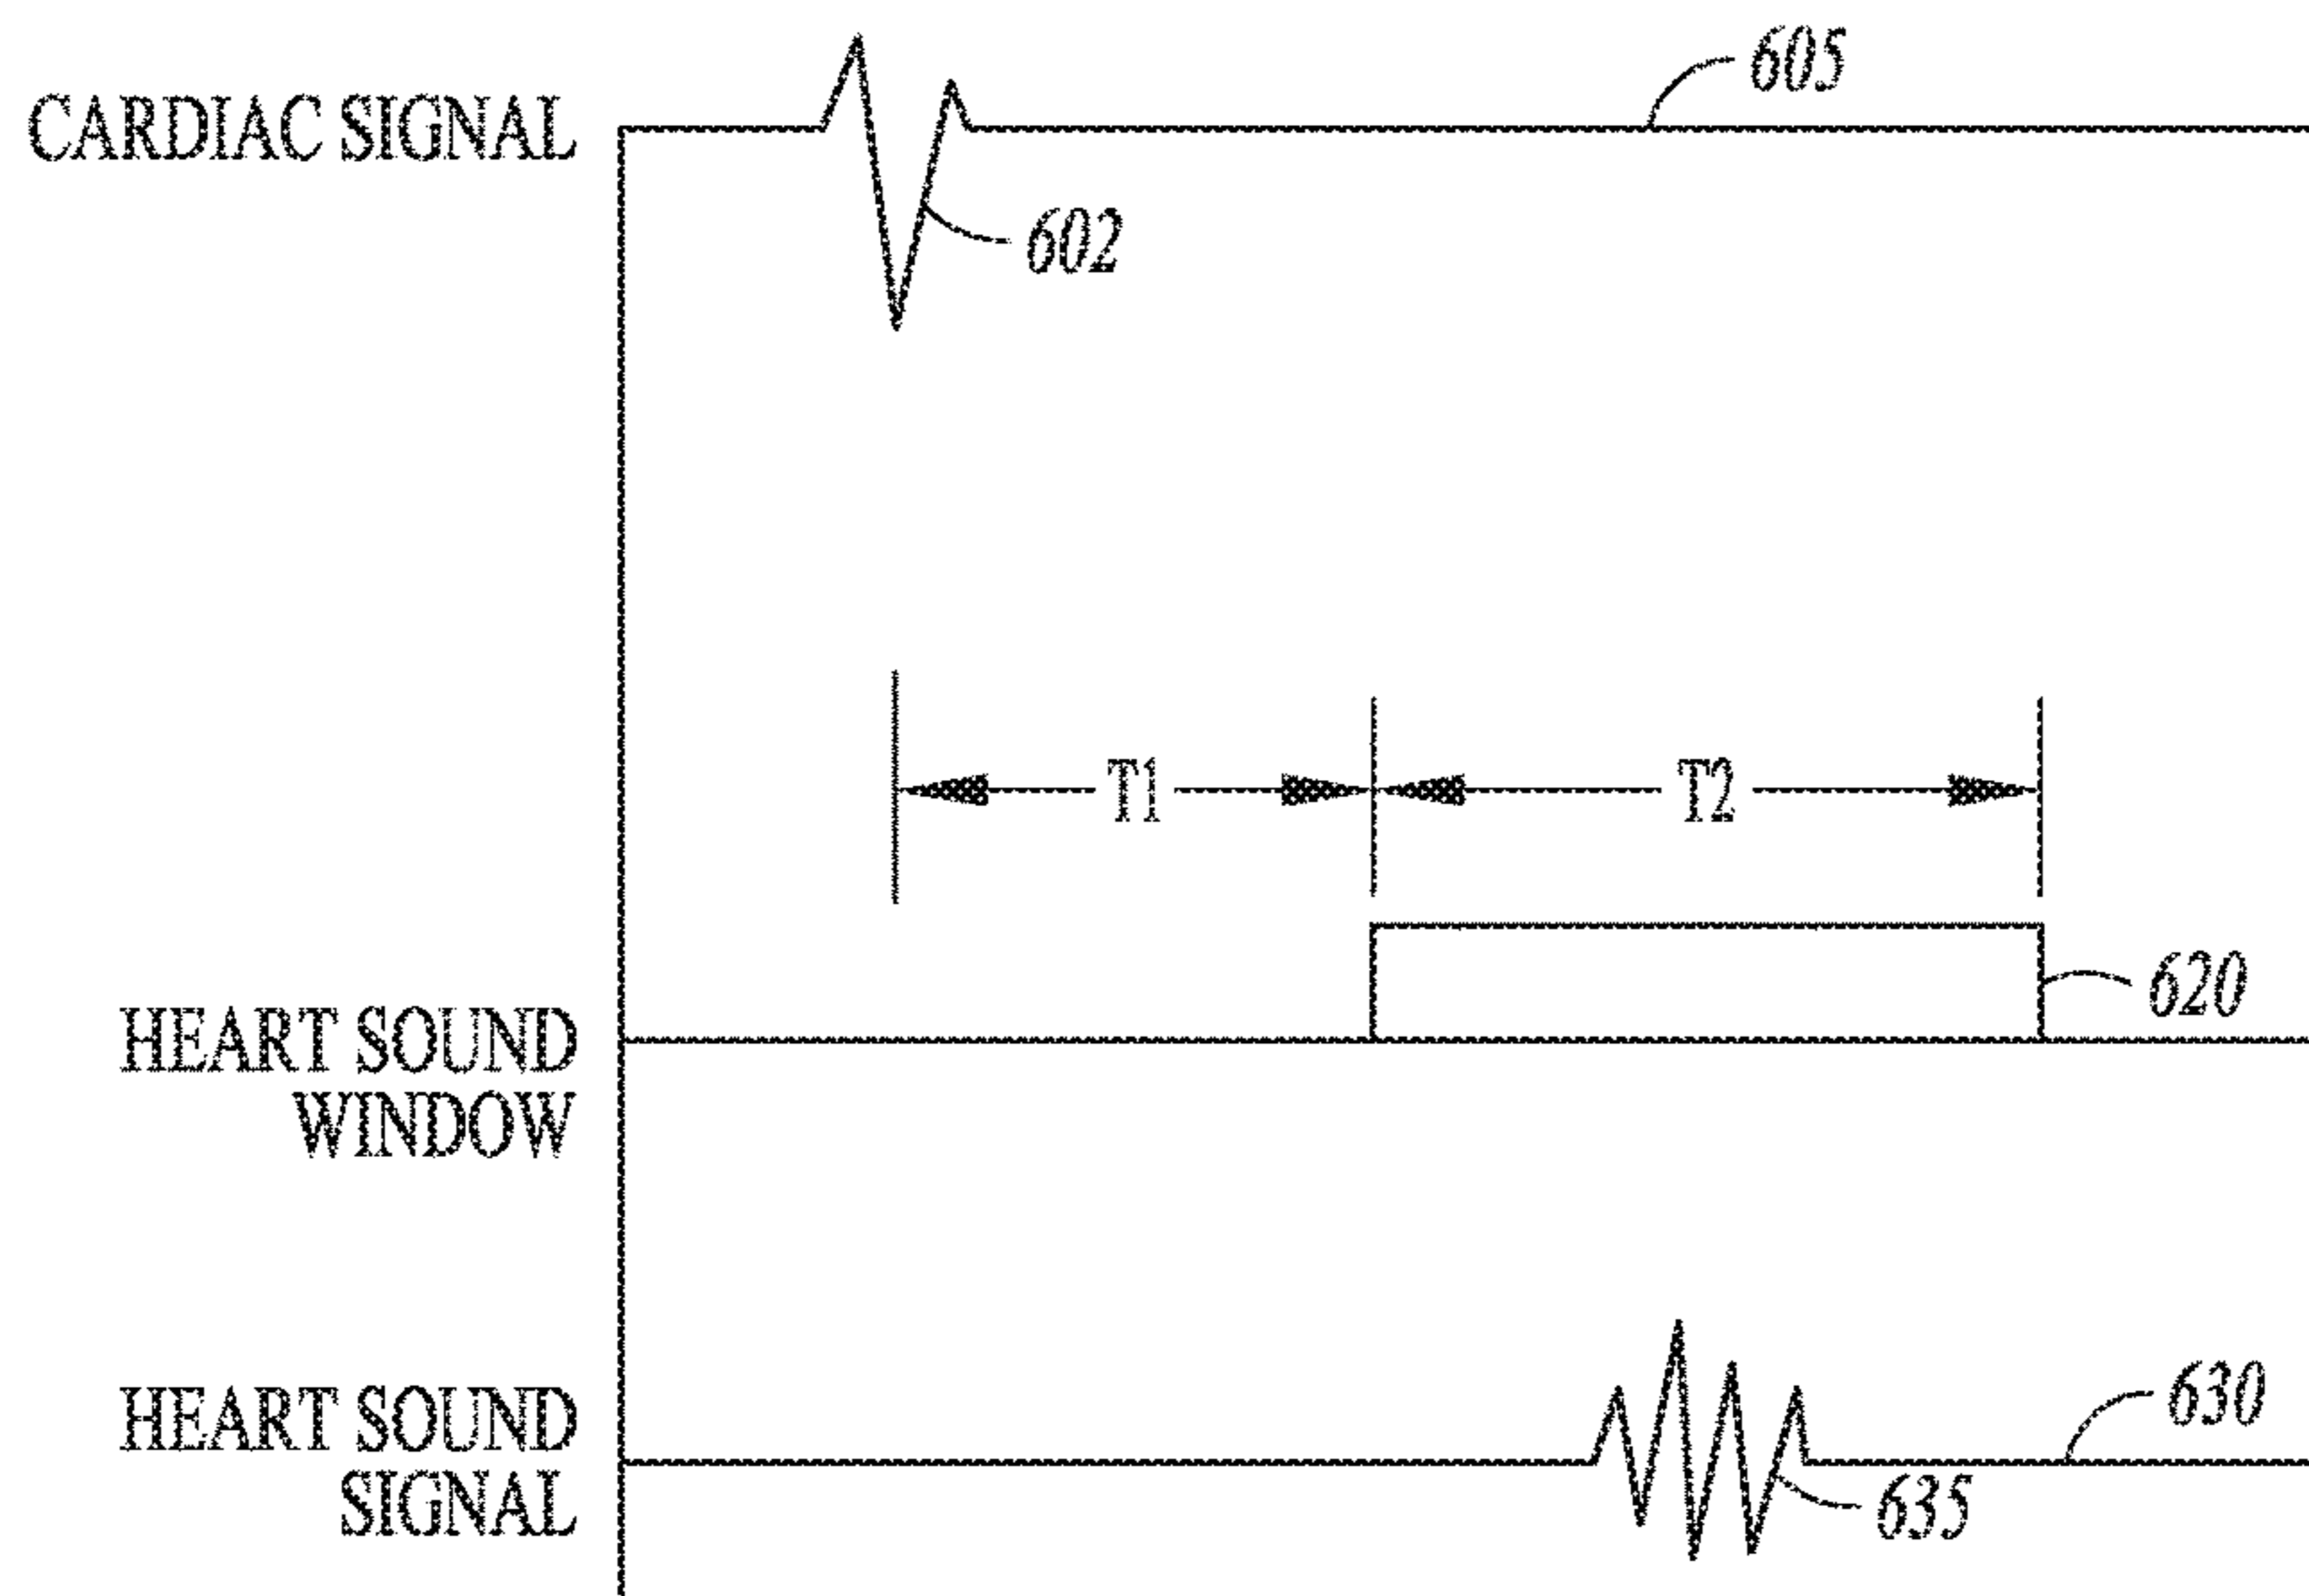 605
CARDIAC SIGNAL
602
T1 T2
620
HEART SOUND
WINDOW
630
HEART SOUND
635
SIGNAL